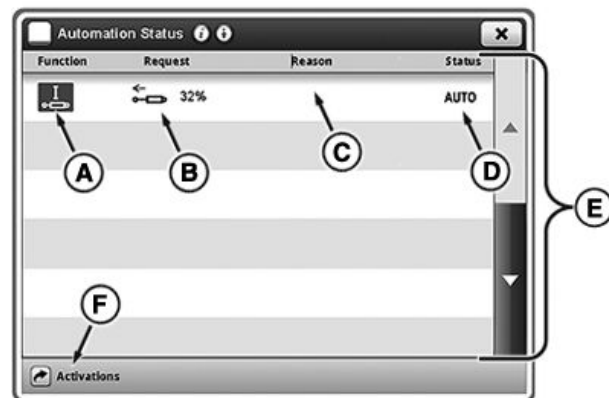 Automation Status
Function Request Reason Status
32% AUTO
A B C D
E
F
Activations